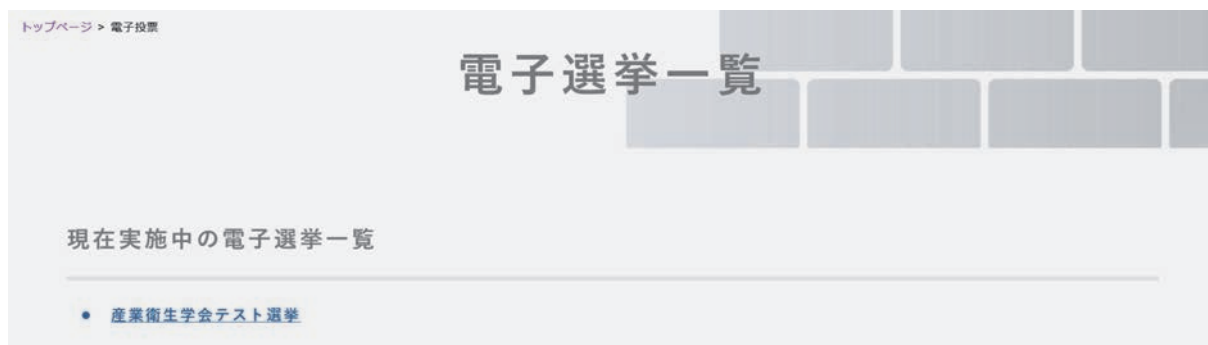 トップページ > 電子投票
電子選挙一覧
現在実施中の電子選挙一覧
• 産業衛生学会テスト選挙